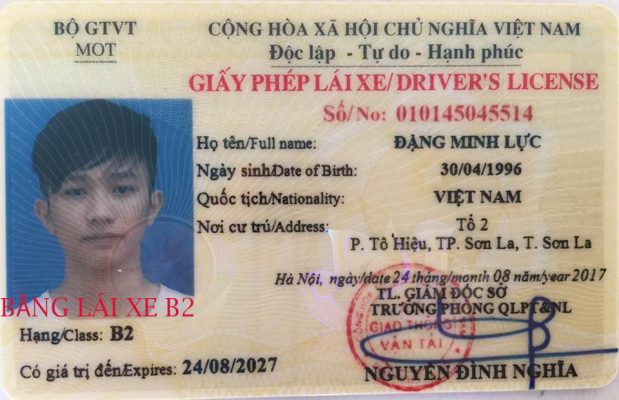 BỘ GTVT
MOT
CỘNG HÒA XÃ HỘI CHỦ NGHĨA VIỆT NAM
Độc lập - Tự do - Hạnh phúc
GIẤY PHÉP LÁI XE/ DRIVER'S LICENSE
Số/No: 010145045514
Họ tên/Full name: ĐẶNG MINH LỰC
Ngày sinh/Date of Birth: 30/04/1996
Quốc tịch/Nationality: VIỆT NAM
Nơi cư trú/Address: Tổ 2
P. Tô Hiệu, TP. Sơn La, T. Sơn La
Hà Nội, ngày/date 24 tháng/month 08 năm/year 2017
TL. GIÁM ĐỐC SỞ
TRƯỞNG PHÒNG QLPT&NL
GIAO THÔNG
VẬN TẢI
NGUYỄN ĐÌNH NGHĨA
BẰNG LÁI XE B2
Hạng/Class: B2
Có giá trị đến/Expires: 24/08/2027